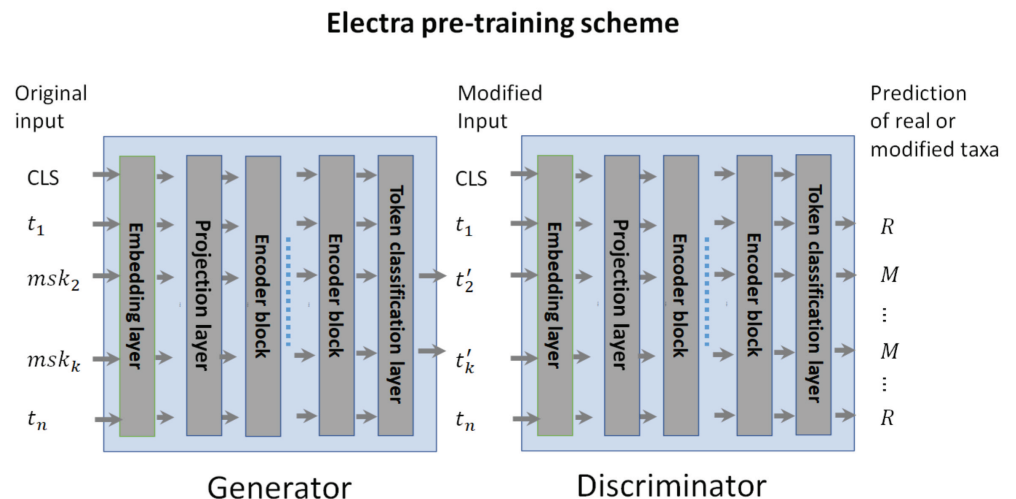 Electra pre-training scheme
Original
input
Modified
Input
Prediction
of real or
modified taxa
CLS
t₁
msk₂
mskₖ
tₙ
Embedding layer
Projection layer
Encoder block
Encoder block
Token classification layer
CLS
t₁
t′₂
t′ₖ
tₙ
Embedding layer
Projection layer
Encoder block
Encoder block
Token classification layer
R
M
⋮
M
⋮
R
Generator
Discriminator